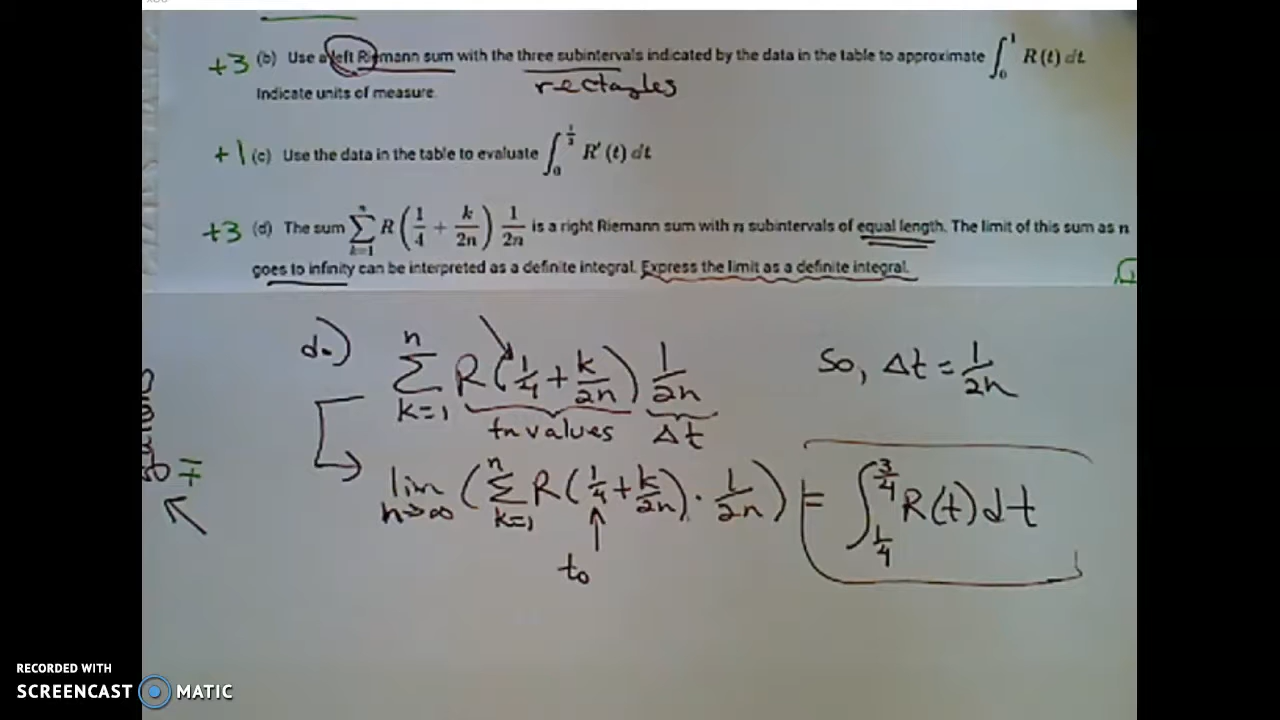 +3 (b) Use a left Riemann sum with the three subintervals indicated by the data in the table to approximate ∫₀¹ R(t) dt.
rectangles
Indicate units of measure.
+1 (c) Use the data in the table to evaluate ∫₀^(1/3) R′(t) dt
+3 (d) The sum ∑_{k=1}^{n} R(1/4 + k/2n) 1/2n is a right Riemann sum with n subintervals of equal length. The limit of this sum as n
goes to infinity can be interpreted as a definite integral. Express the limit as a definite integral.
d.) ∑_{k=1}^{n} R(1/4 + k/2n) 1/2n So, Δt = 1/2n
tn values Δt
lim_{n→∞} (∑_{k=1}^{n} R(1/4 + k/2n) · 1/2n) = ∫_{1/4}^{3/4} R(t)dt
t₀
RECORDED WITH
SCREENCAST MATIC